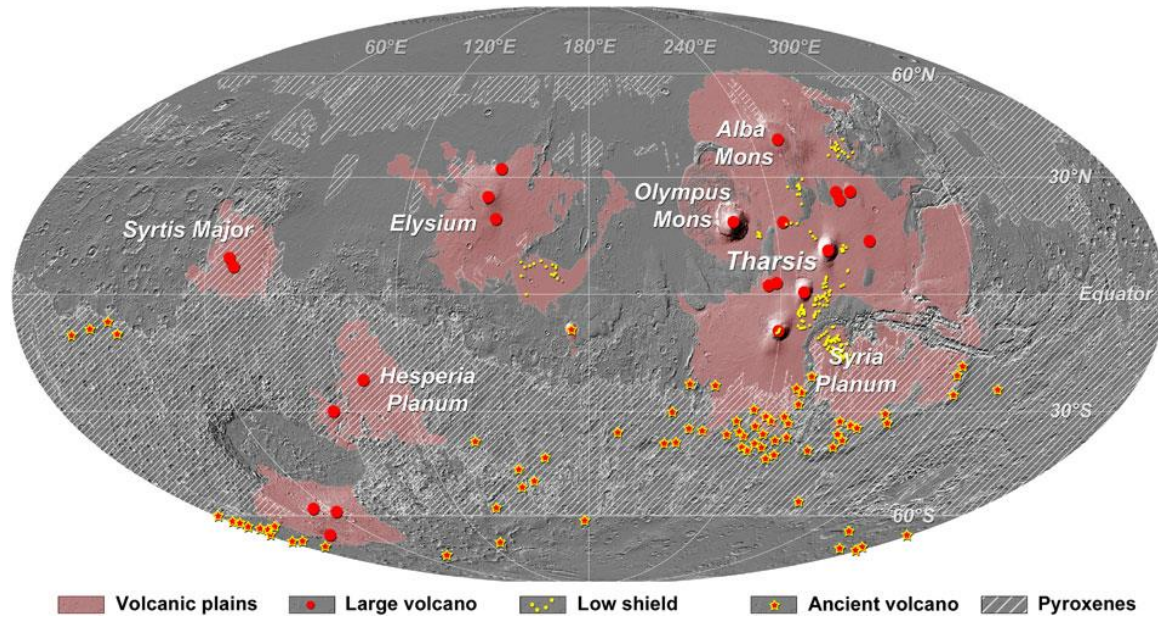 60°E 120°E 180°E 240°E 300°E
60°N
Alba
Mons
30°N
Olympus
Mons
Syrtis Major
Elysium
Tharsis
Equator
Syria
Planum
Hesperia
Planum
30°S
60°S
Volcanic plains Large volcano Low shield Ancient volcano Pyroxenes